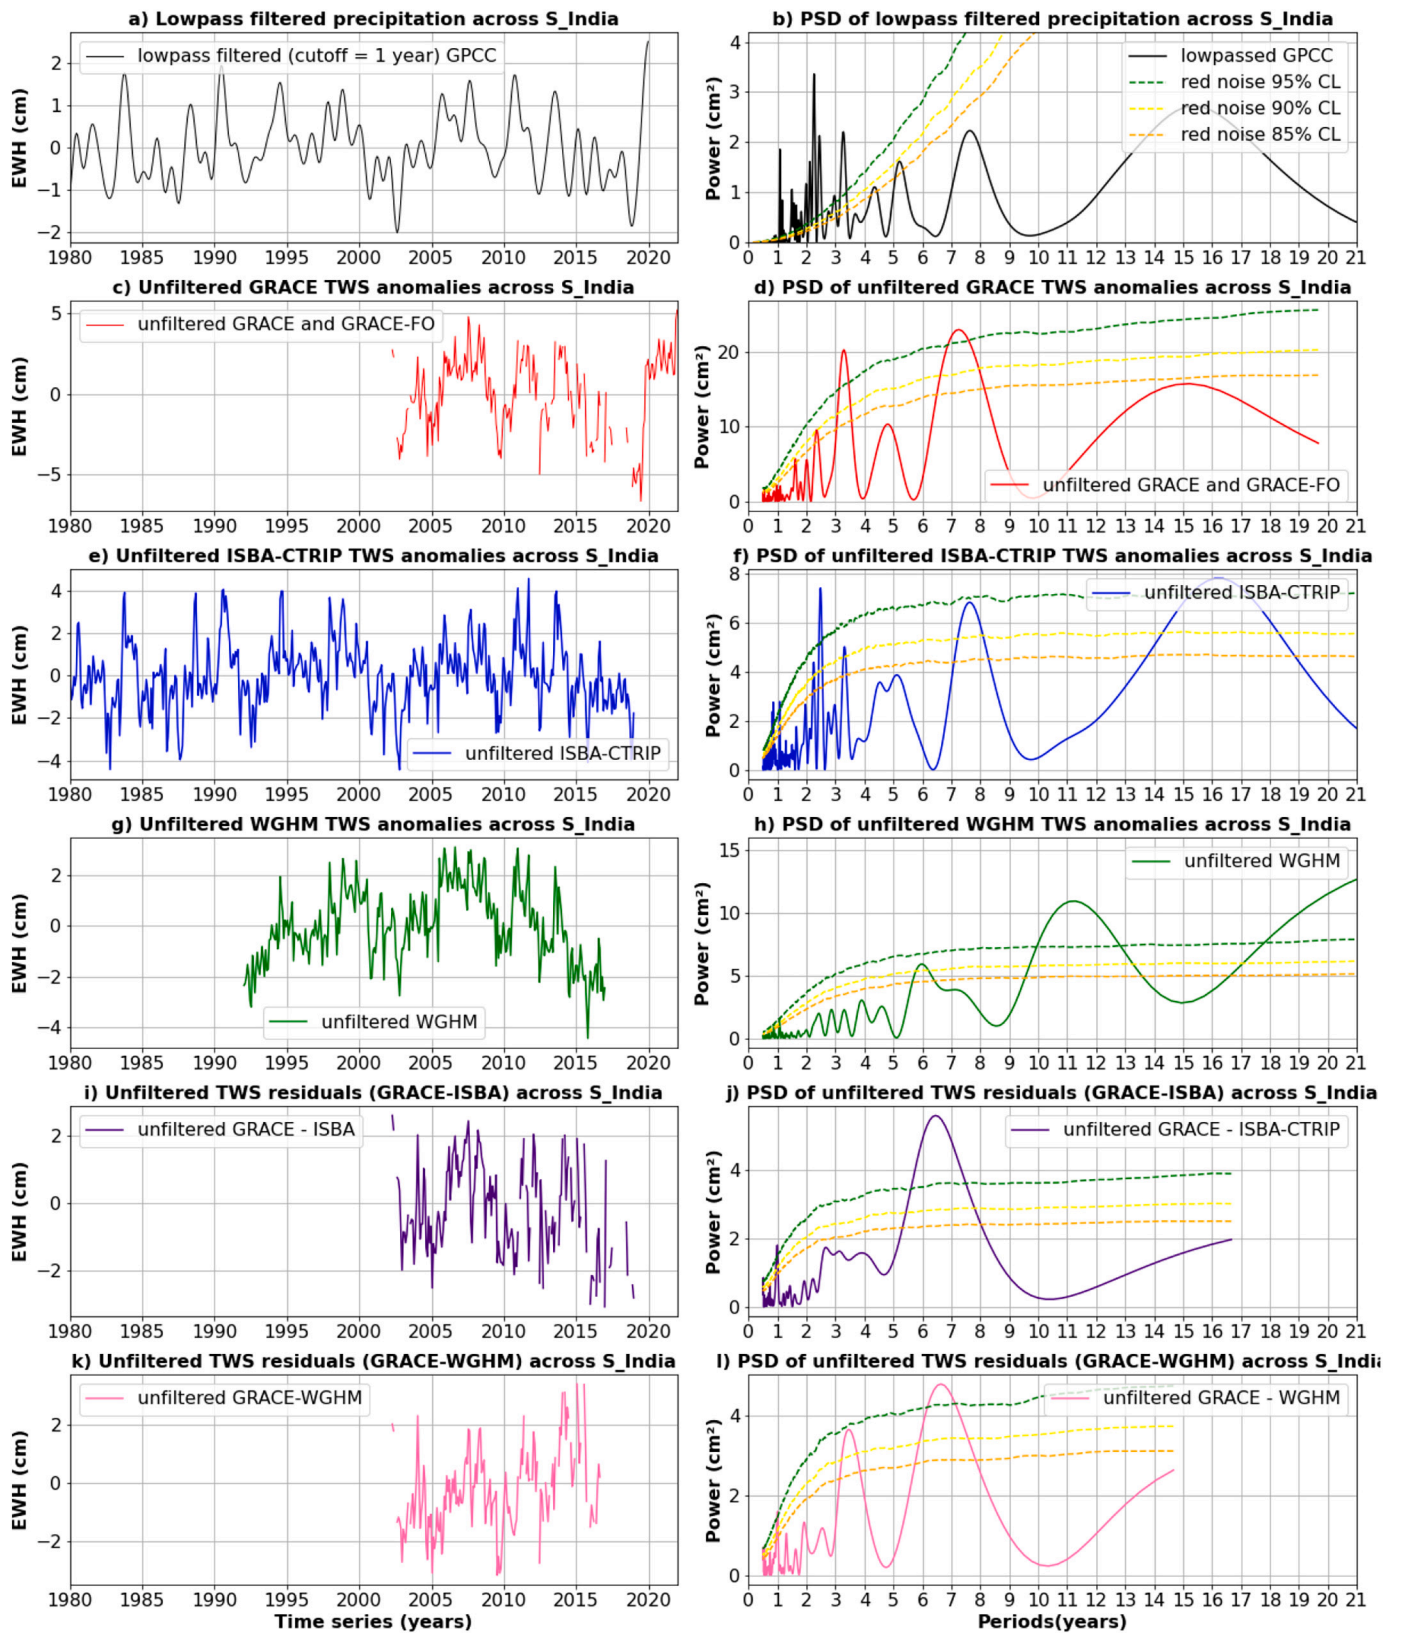 a) Lowpass filtered precipitation across S_India
EWH (cm)
2
1
0
−1
−2
lowpass filtered (cutoff = 1 year) GPCC
1980 1985 1990 1995 2000 2005 2010 2015 2020
b) PSD of lowpass filtered precipitation across S_India
Power (cm²)
4
3
2
1
0
lowpassed GPCC
red noise 95% CL
red noise 90% CL
red noise 85% CL
0 1 2 3 4 5 6 7 8 9 10 11 12 13 14 15 16 17 18 19 20 21
c) Unfiltered GRACE TWS anomalies across S_India
EWH (cm)
5
0
−5
unfiltered GRACE and GRACE-FO
1980 1985 1990 1995 2000 2005 2010 2015 2020
d) PSD of unfiltered GRACE TWS anomalies across S_India
Power (cm²)
20
10
0
unfiltered GRACE and GRACE-FO
0 1 2 3 4 5 6 7 8 9 10 11 12 13 14 15 16 17 18 19 20 21
e) Unfiltered ISBA-CTRIP TWS anomalies across S_India
EWH (cm)
4
2
0
−2
−4
unfiltered ISBA-CTRIP
1980 1985 1990 1995 2000 2005 2010 2015 2020
f) PSD of unfiltered ISBA-CTRIP TWS anomalies across S_India
Power (cm²)
8
6
4
2
0
unfiltered ISBA-CTRIP
0 1 2 3 4 5 6 7 8 9 10 11 12 13 14 15 16 17 18 19 20 21
g) Unfiltered WGHM TWS anomalies across S_India
EWH (cm)
2
0
−2
−4
unfiltered WGHM
1980 1985 1990 1995 2000 2005 2010 2015 2020
h) PSD of unfiltered WGHM TWS anomalies across S_India
Power (cm²)
15
10
5
0
unfiltered WGHM
0 1 2 3 4 5 6 7 8 9 10 11 12 13 14 15 16 17 18 19 20 21
i) Unfiltered TWS residuals (GRACE-ISBA) across S_India
EWH (cm)
2
0
−2
unfiltered GRACE - ISBA
1980 1985 1990 1995 2000 2005 2010 2015 2020
j) PSD of unfiltered TWS residuals (GRACE-ISBA) across S_India
Power (cm²)
4
2
0
unfiltered GRACE - ISBA-CTRIP
0 1 2 3 4 5 6 7 8 9 10 11 12 13 14 15 16 17 18 19 20 21
k) Unfiltered TWS residuals (GRACE-WGHM) across S_India
EWH (cm)
2
0
−2
unfiltered GRACE-WGHM
1980 1985 1990 1995 2000 2005 2010 2015 2020
Time series (years)
l) PSD of unfiltered TWS residuals (GRACE-WGHM) across S_India
Power (cm²)
4
2
0
unfiltered GRACE - WGHM
0 1 2 3 4 5 6 7 8 9 10 11 12 13 14 15 16 17 18 19 20 21
Periods(years)